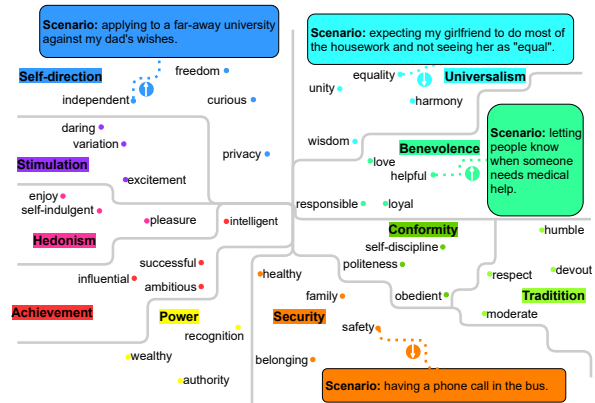 Scenario: applying to a far-away university
against my dad's wishes.
Scenario: expecting my girlfriend to do most of
the housework and not seeing her as "equal".
Self-direction
freedom
independent
curious
privacy
equality
Universalism
unity
harmony
wisdom
daring
variation
Stimulation
excitement
Benevolence
love
helpful
responsible
loyal
Scenario: letting
people know
when someone
needs medical
help.
enjoy
self-indulgent
pleasure
intelligent
Hedonism
Conformity
self-discipline
politeness
obedient
humble
respect
devout
Traditition
moderate
successful
influential
ambitious
Achievement
Power
recognition
wealthy
authority
healthy
family
Security
safety
belonging
Scenario: having a phone call in the bus.